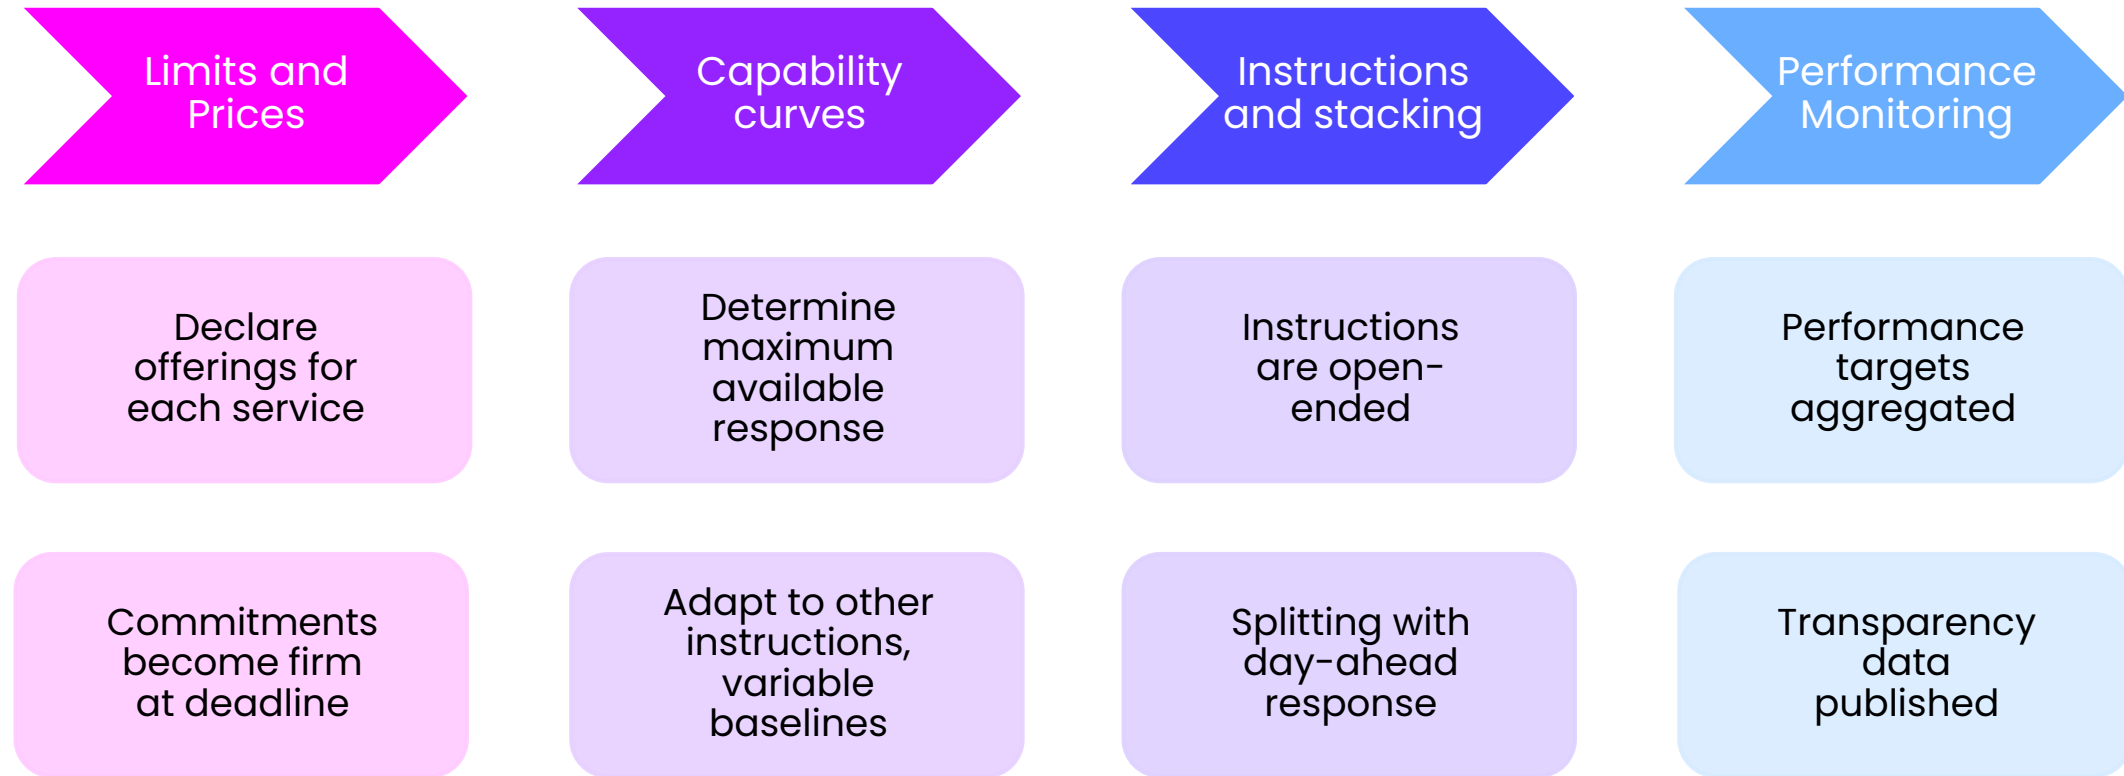 Limits and
Prices
Capability
curves
Instructions
and stacking
Performance
Monitoring
Declare
offerings for
each service
Determine
maximum
available
response
Instructions
are open-
ended
Performance
targets
aggregated
Commitments
become firm
at deadline
Adapt to other
instructions,
variable
baselines
Splitting with
day-ahead
response
Transparency
data
published